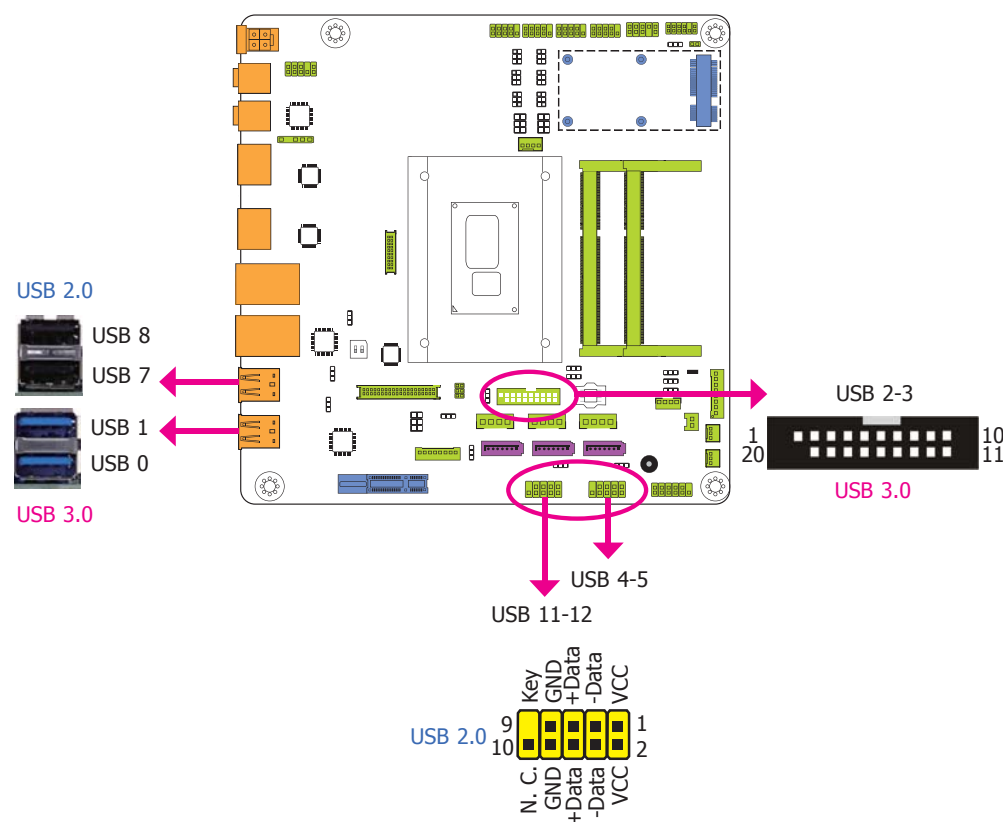 USB 2.0
USB 8
USB 7
USB 1
USB 0
USB 3.0
USB 2-3
1
10
20
11
USB 3.0
USB 4-5
USB 11-12
Key
GND
+Data
-Data
VCC
9
1
USB 2.0
10
2
N. C.
GND
+Data
-Data
VCC